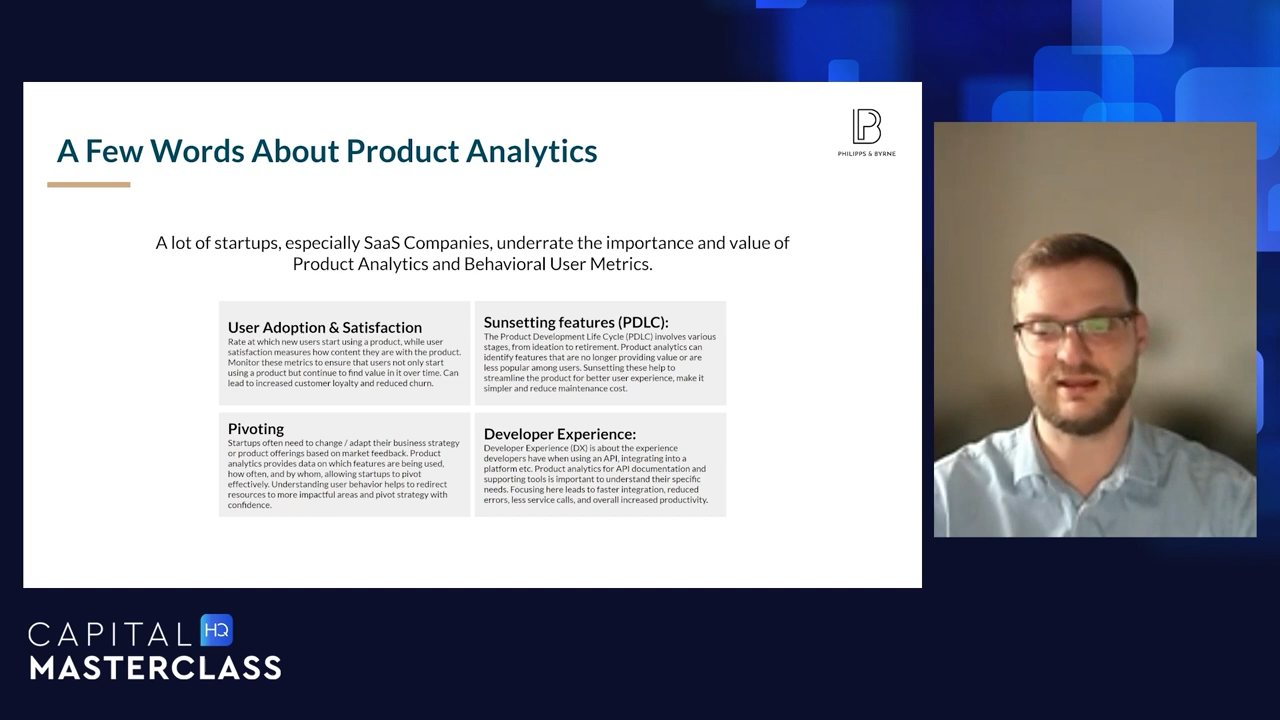 A Few Words About Product Analytics
PHILIPPS & BYRNE
A lot of startups, especially SaaS Companies, underrate the importance and value of
Product Analytics and Behavioral User Metrics.
User Adoption & Satisfaction
Rate at which new users start using a product, while user
satisfaction measures how content they are with the product.
Monitor these metrics to ensure that users not only start
using a product but continue to find value in it over time. Can
lead to increased customer loyalty and reduced churn.
Sunsetting features (PDLC):
The Product Development Life Cycle (PDLC) involves various
stages, from ideation to retirement. Product analytics can
identify features that are no longer providing value or are
less popular among users. Sunsetting these help to
streamline the product for better user experience, make it
simpler and reduce maintenance cost.
Pivoting
Startups often need to change / adapt their business strategy
or product offerings based on market feedback. Product
analytics provides data on which features are being used,
how often, and by whom, allowing startups to pivot
effectively. Understanding user behavior helps to redirect
resources to more impactful areas and pivot strategy with
confidence.
Developer Experience:
Developer Experience (DX) is about the experience
developers have when using an API, integrating into a
platform etc. Product analytics for API documentation and
supporting tools is important to understand their specific
needs. Focusing here leads to faster integration, reduced
errors, less service calls, and overall increased productivity.
CAPITAL HQ
MASTERCLASS